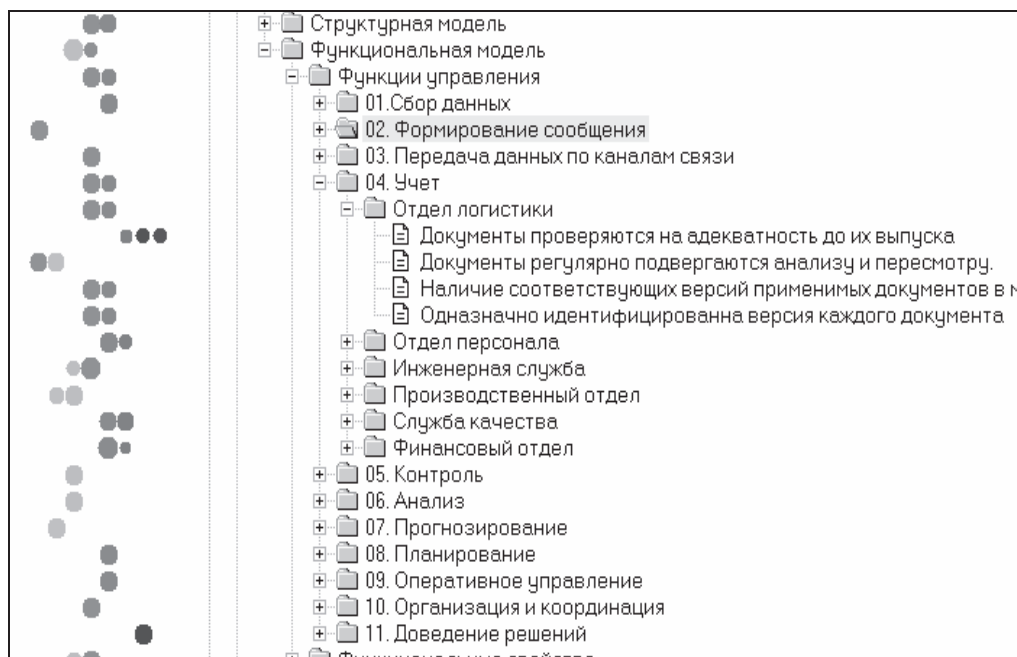 Структурная модель
Функциональная модель
Функции управления
01.Сбор данных
02. Формирование сообщения
03. Передача данных по каналам связи
04. Учет
Отдел логистики
Документы проверяются на адекватность до их выпуска
Документы регулярно подвергаются анализу и пересмотру.
Наличие соответствующих версий применимых документов в м
Одназначно идентифицированна версия каждого документа
Отдел персонала
Инженерная служба
Производственный отдел
Служба качества
Финансовый отдел
05. Контроль
06. Анализ
07. Прогнозирование
08. Планирование
09. Оперативное управление
10. Организация и координация
11. Доведение решений